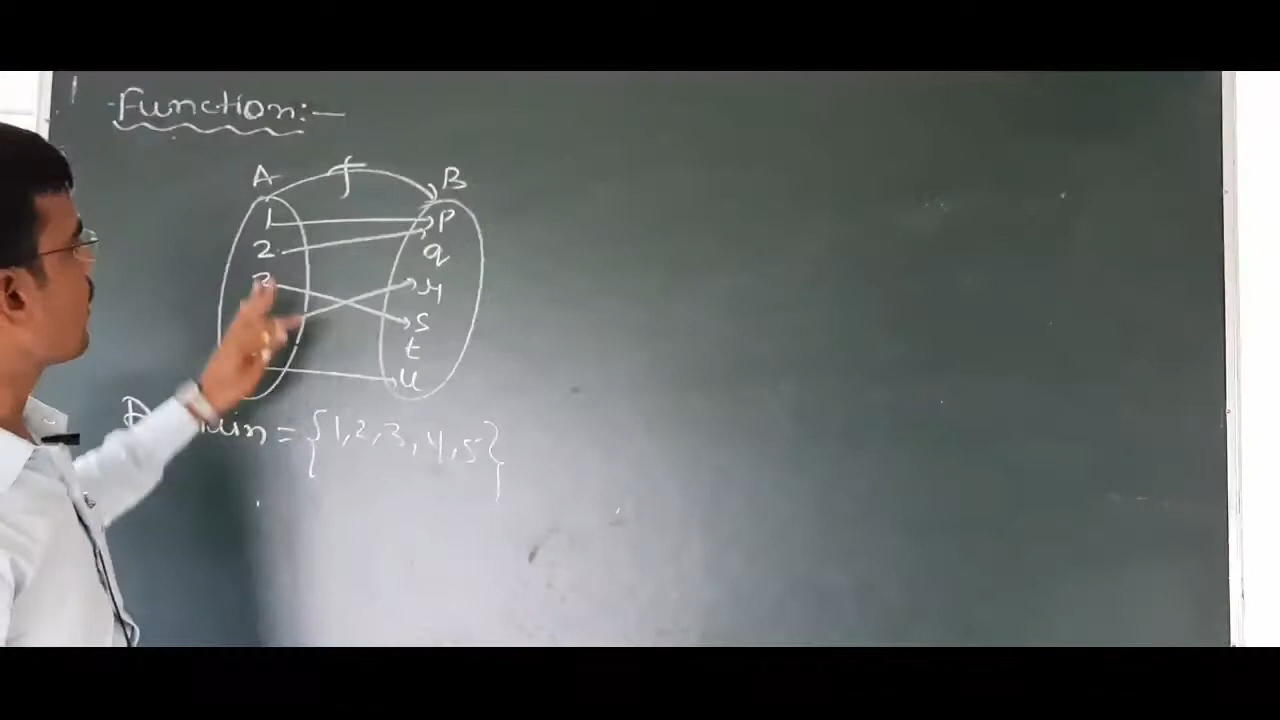 Function:-
A f B
1 p
2 q
3 r
s
t
u
Domain = {1,2,3,4,5}